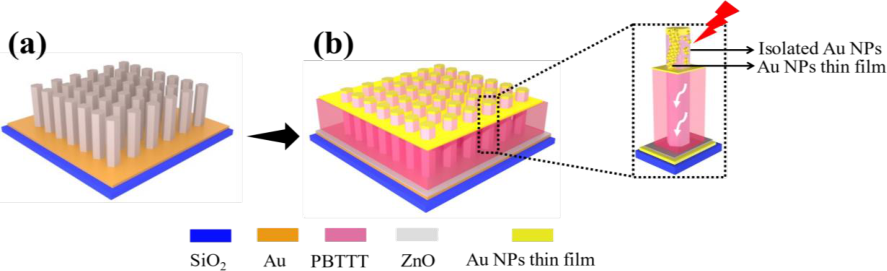 (a)
(b)
Isolated Au NPs
Au NPs thin film
SiO₂ Au PBTTT ZnO Au NPs thin film